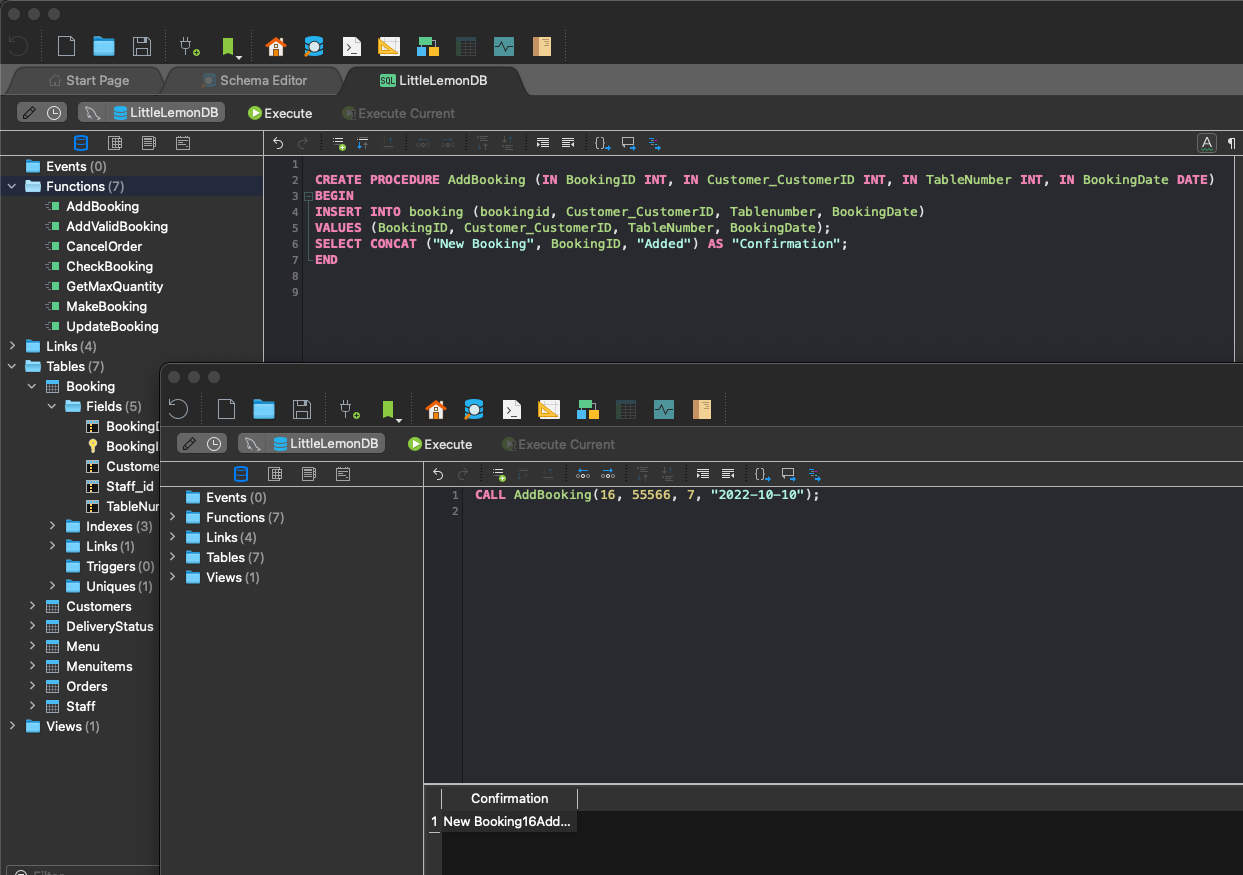 Start Page
Schema Editor
SQL LittleLemonDB
LittleLemonDB
Execute
Execute Current
Events (0)
Functions (7)
AddBooking
AddValidBooking
CancelOrder
CheckBooking
GetMaxQuantity
MakeBooking
UpdateBooking
Links (4)
Tables (7)
Booking
Fields (5)
BookingD
BookingI
Custome
Staff_id
TableNur
Indexes (3)
Links (1)
Triggers (0)
Uniques (1)
Customers
DeliveryStatus
Menu
Menuitems
Orders
Staff
Views (1)
A ¶
1
2 CREATE PROCEDURE AddBooking (IN BookingID INT, IN Customer_CustomerID INT, IN TableNumber INT, IN BookingDate DATE)
3 BEGIN
4 INSERT INTO booking (bookingid, Customer_CustomerID, Tablenumber, BookingDate)
5 VALUES (BookingID, Customer_CustomerID, TableNumber, BookingDate);
6 SELECT CONCAT ("New Booking", BookingID, "Added") AS "Confirmation";
7 END
8
9
LittleLemonDB
Execute
Execute Current
Events (0)
Functions (7)
Links (4)
Tables (7)
Views (1)
1 CALL AddBooking(16, 55566, 7, "2022-10-10");
2
Confirmation
1 New Booking16Add...